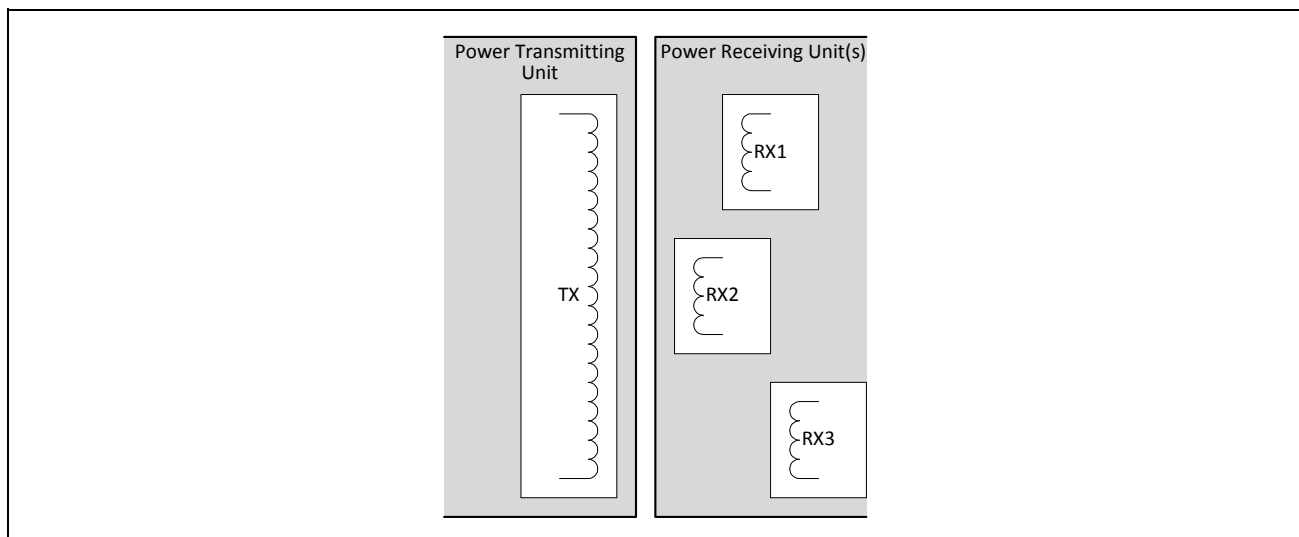 Power Transmitting
Unit
Power Receiving Unit(s)
RX1
TX
RX2
RX3